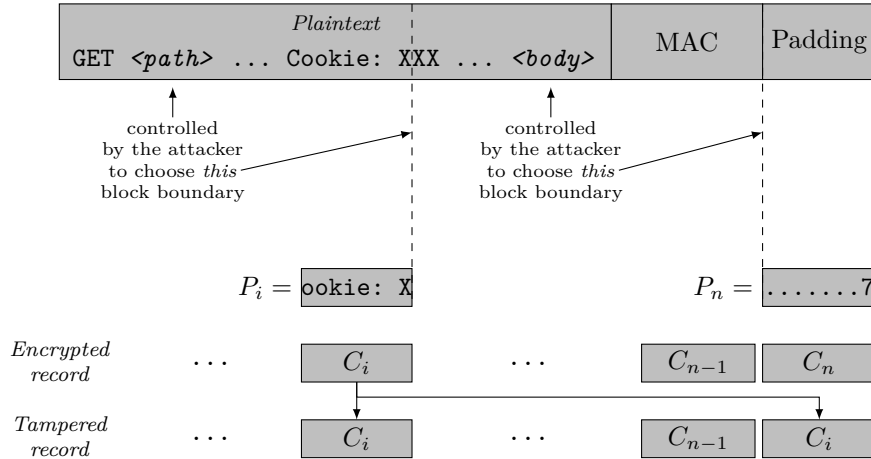 Plaintext
GET <path> ... Cookie: XXX ... <body>
MAC
Padding
controlled
by the attacker
to choose this
block boundary
controlled
by the attacker
to choose this
block boundary
P_i = ookie: X
P_n = .......7
Encrypted
record
... C_i ... C_{n-1} C_n
Tampered
record
... C_i ... C_{n-1} C_i